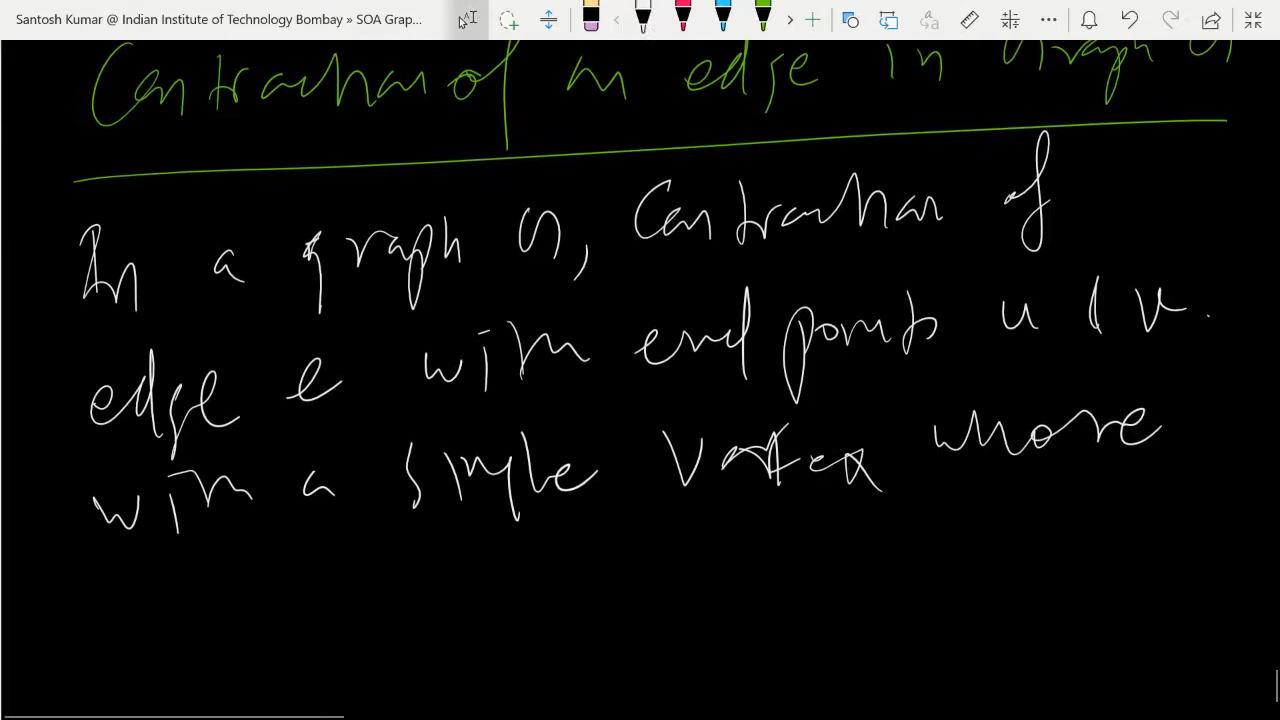 Santosh Kumar @ Indian Institute of Technology Bombay » SOA Grap...
Contraction of an edge in Graph G
In a graph G, Contraction of
edge e with end points u & v.
with a single vertex whose